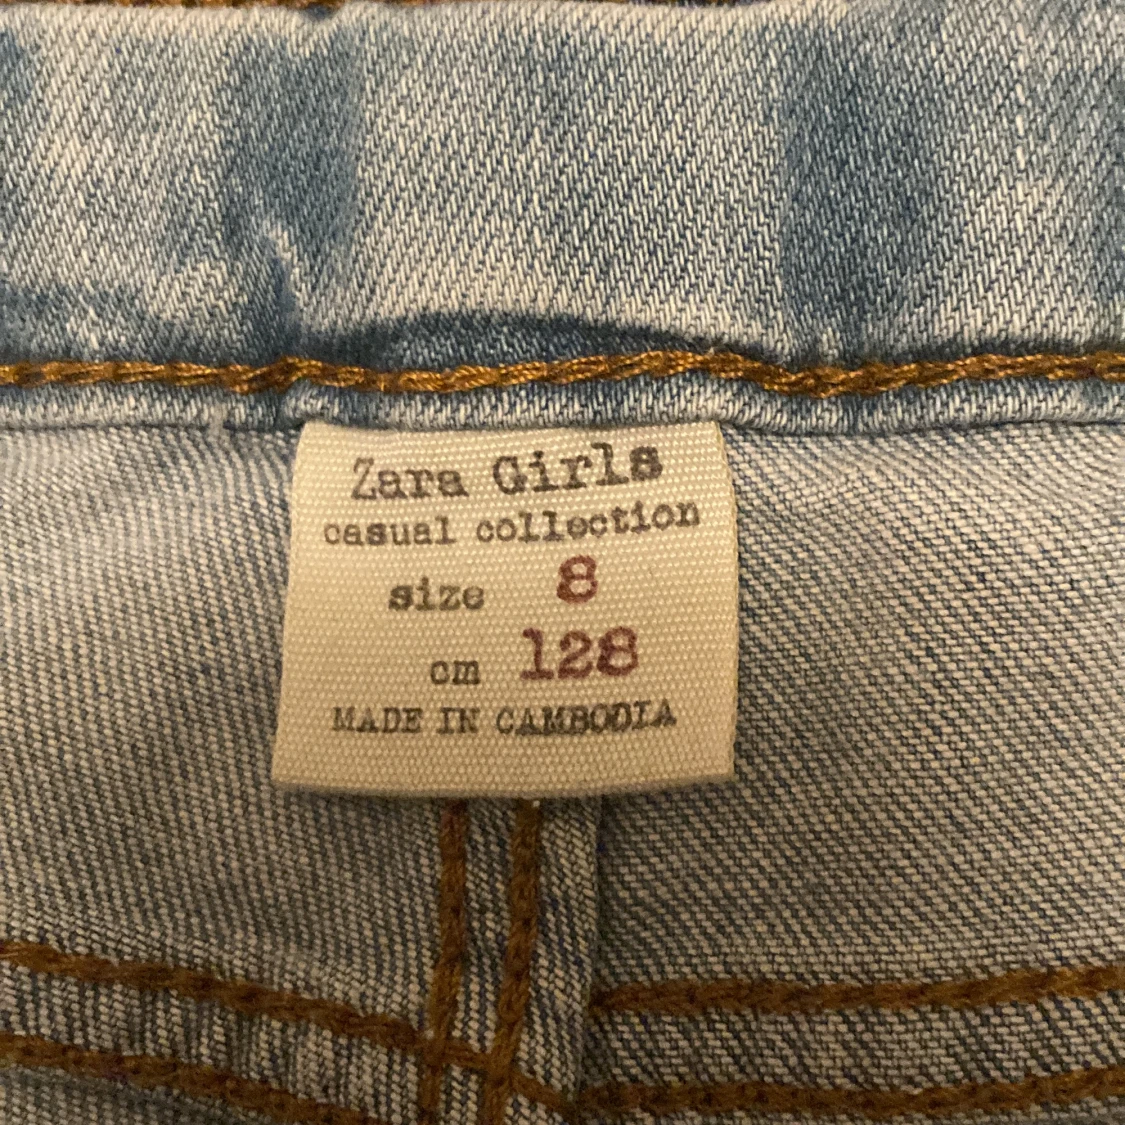 Zara Girls
casual collection
size 8
cm 128
MADE IN CAMBODIA